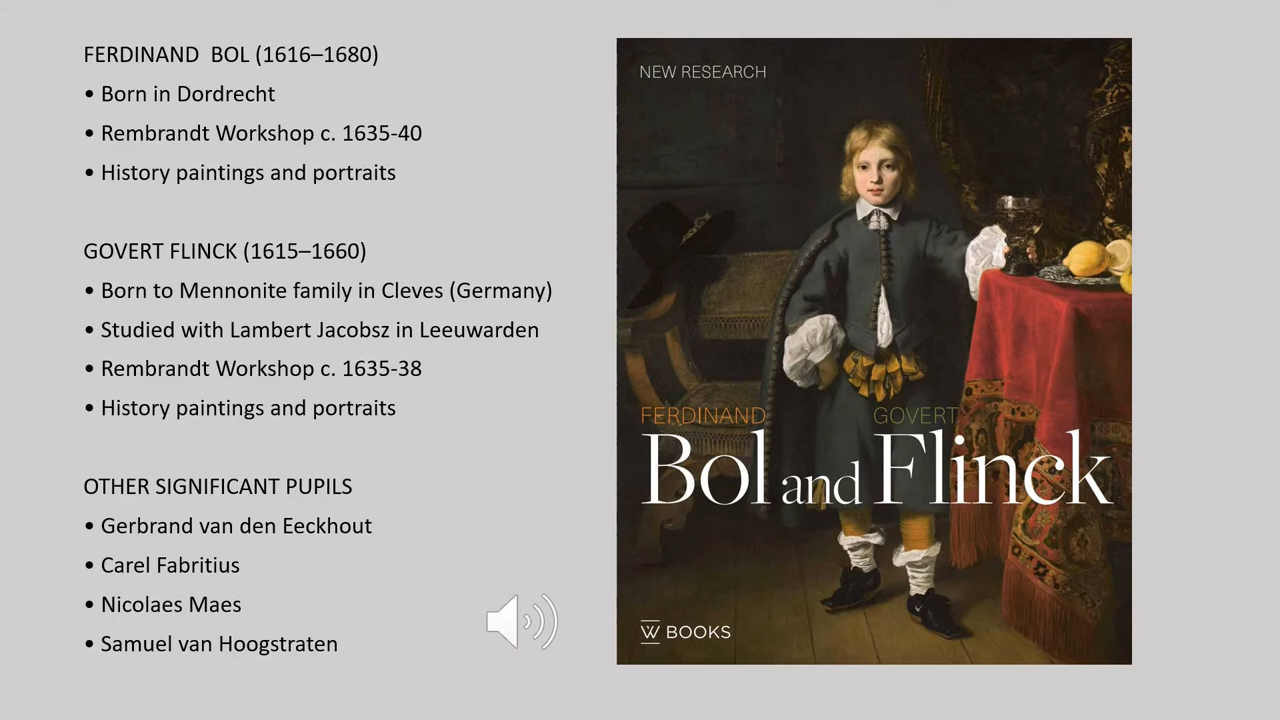 FERDINAND BOL (1616–1680)
• Born in Dordrecht
• Rembrandt Workshop c. 1635-40
• History paintings and portraits
GOVERT FLINCK (1615–1660)
• Born to Mennonite family in Cleves (Germany)
• Studied with Lambert Jacobsz in Leeuwarden
• Rembrandt Workshop c. 1635-38
• History paintings and portraits
OTHER SIGNIFICANT PUPILS
• Gerbrand van den Eeckhout
• Carel Fabritius
• Nicolaes Maes
• Samuel van Hoogstraten
NEW RESEARCH
FERDINAND GOVERT
Bol and Flinck
W BOOKS